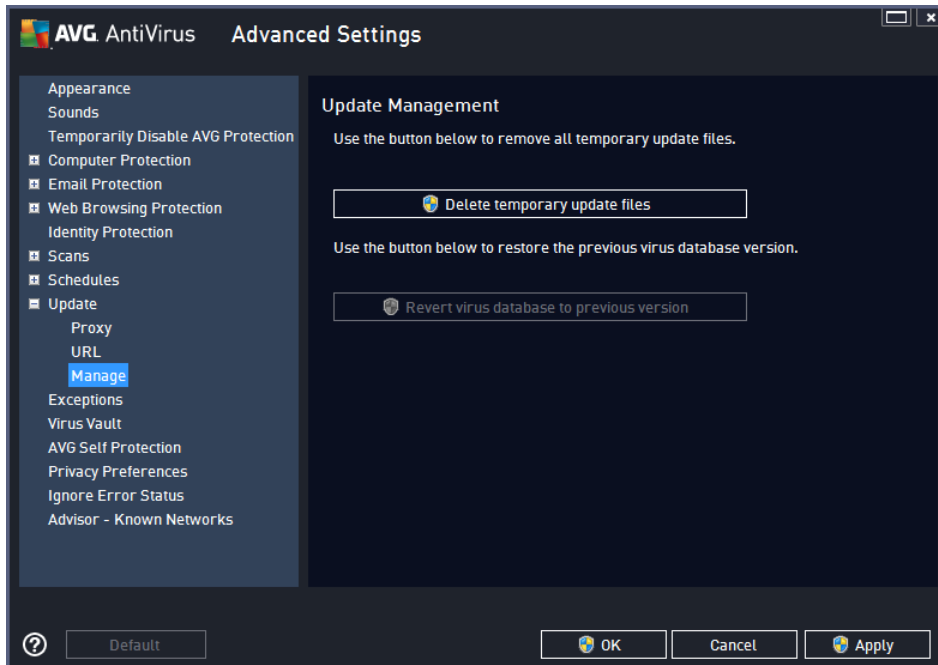 AVG. AntiVirus Advanced Settings
Appearance
Sounds
Temporarily Disable AVG Protection
Computer Protection
Email Protection
Web Browsing Protection
Identity Protection
Scans
Schedules
Update
Proxy
URL
Manage
Exceptions
Virus Vault
AVG Self Protection
Privacy Preferences
Ignore Error Status
Advisor - Known Networks
Update Management
Use the button below to remove all temporary update files.
Delete temporary update files
Use the button below to restore the previous virus database version.
Revert virus database to previous version
Default
OK
Cancel
Apply